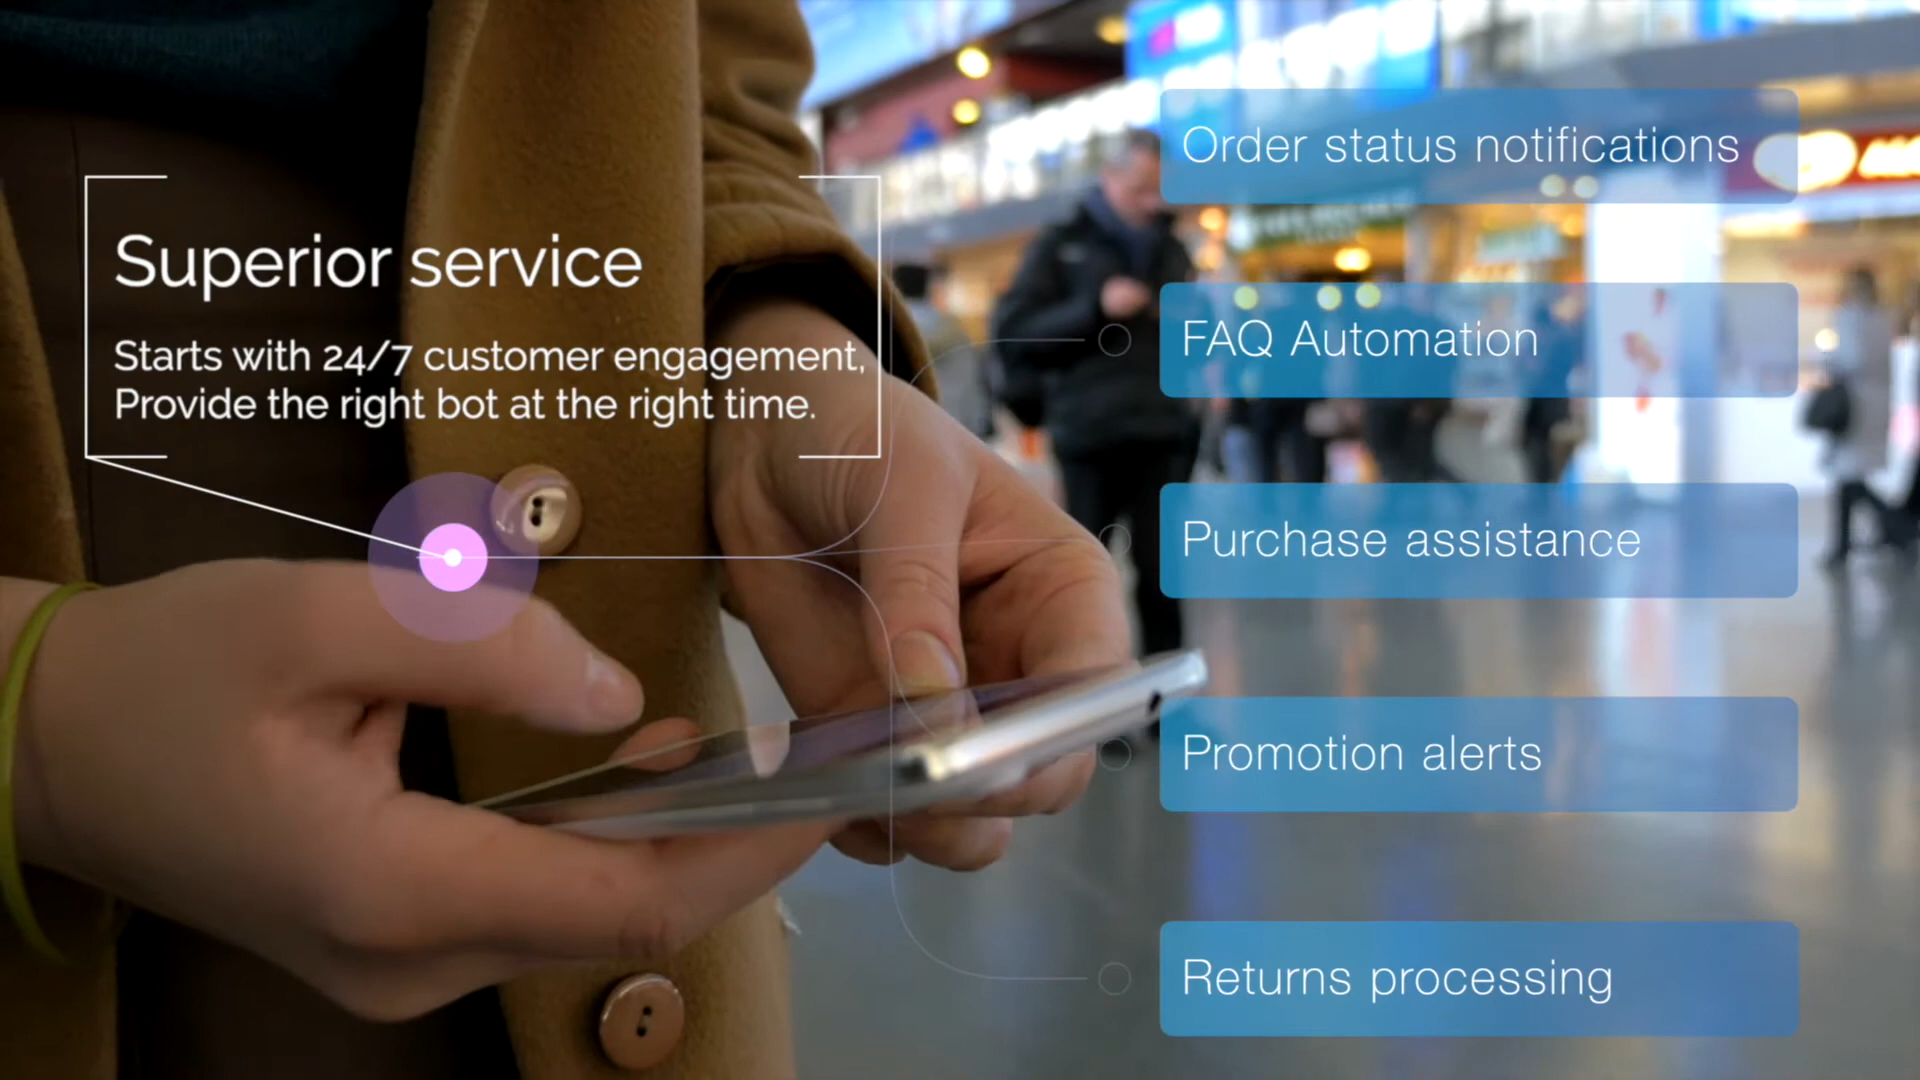 Superior service
Starts with 24/7 customer engagement,
Provide the right bot at the right time.
Order status notifications
FAQ Automation
Purchase assistance
Promotion alerts
Returns processing